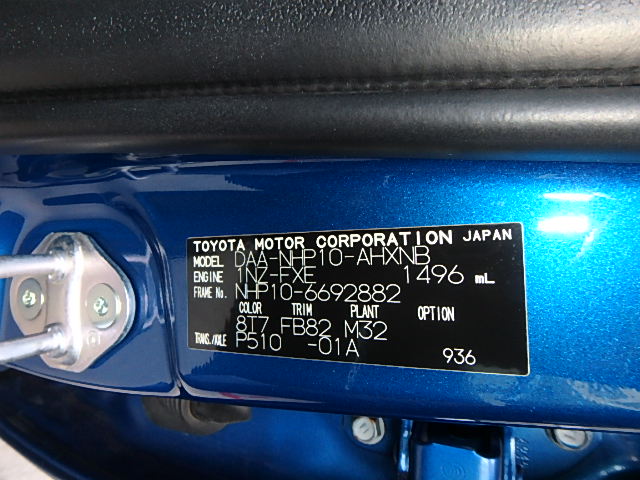 TOYOTA MOTOR CORPORATION JAPAN
MODEL DAA-NHP10-AHXNB
ENGINE 1NZ-FXE 1496 mL
FRAME No. NHP10-6692882
COLOR TRIM PLANT OPTION
8I7 FB82 M32
TRANS./AXLE P510 -01A
936